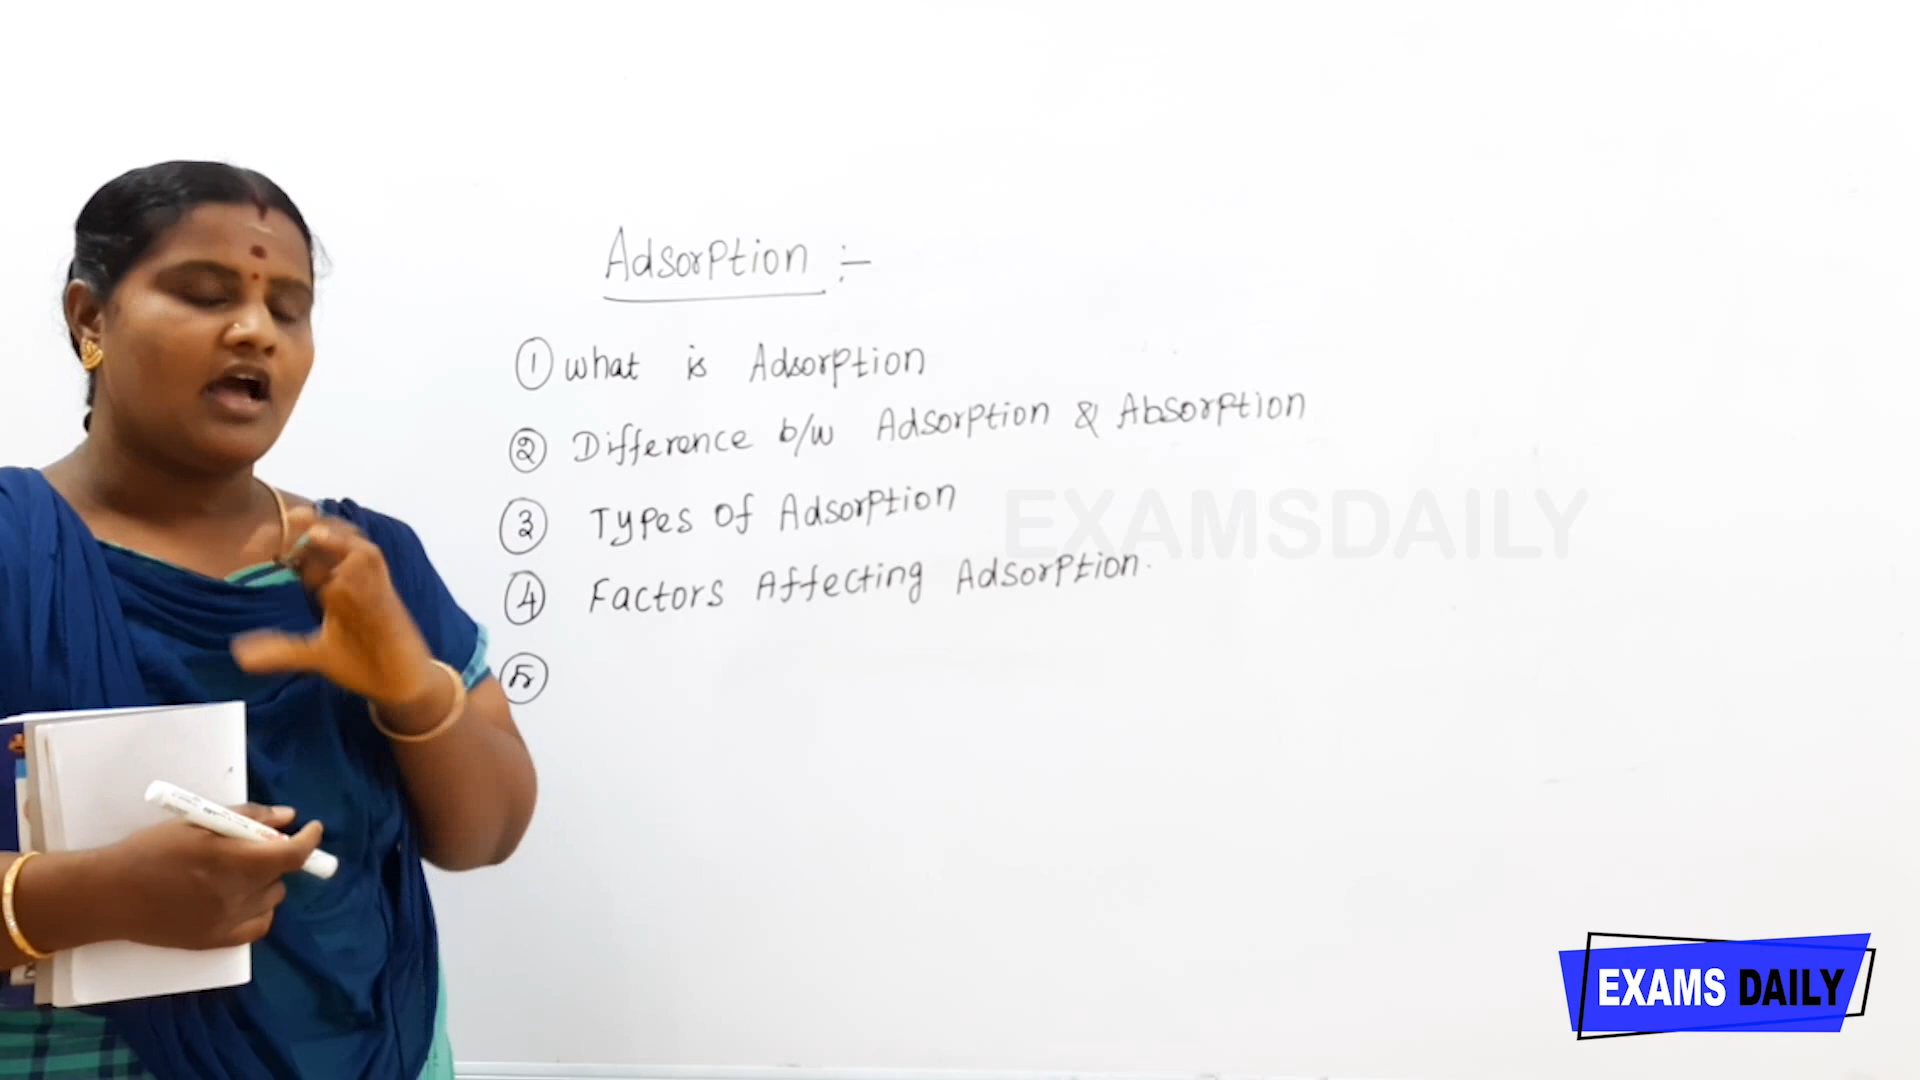 Adsorption :-
① What is Adsorption
② Difference b/w Adsorption & Absorption
③ Types Of Adsorption
④ Factors Affecting Adsorption.
⑤
EXAMSDAILY
EXAMS DAILY